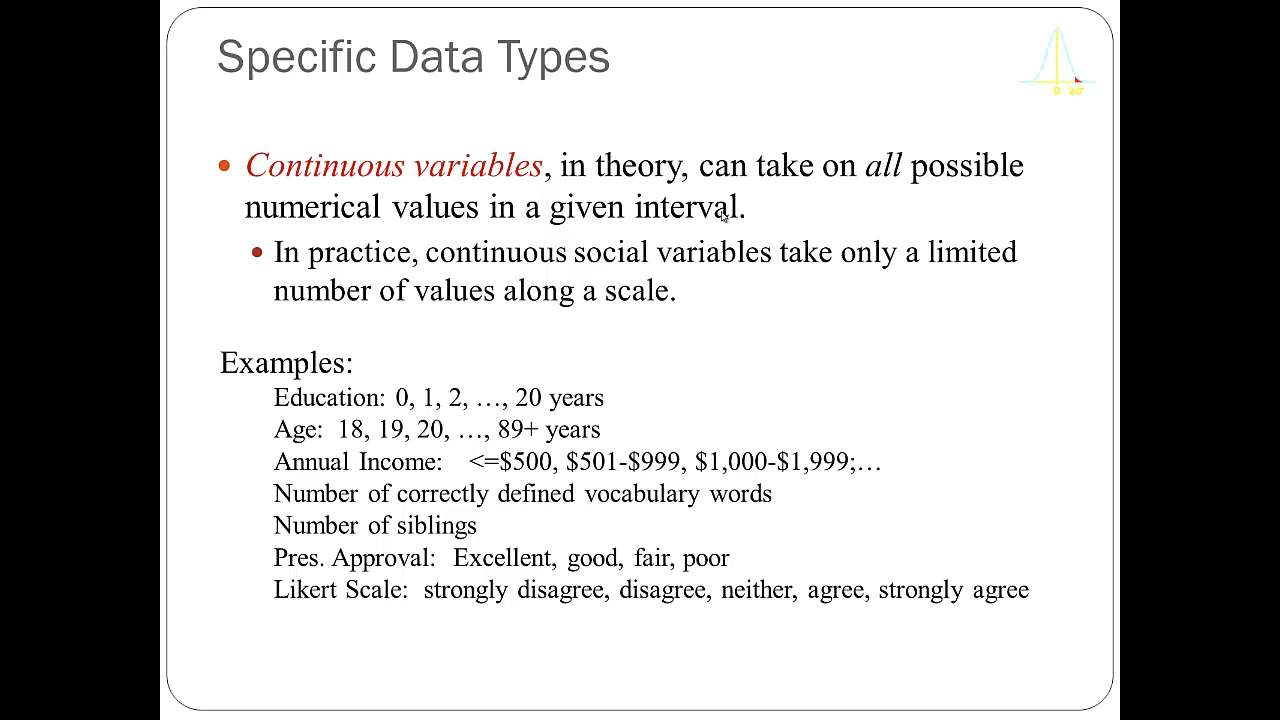 Specific Data Types
0 2σ
Continuous variables, in theory, can take on all possible
numerical values in a given interval.
In practice, continuous social variables take only a limited
number of values along a scale.
Examples:
Education: 0, 1, 2, …, 20 years
Age: 18, 19, 20, …, 89+ years
Annual Income: <=$500, $501-$999, $1,000-$1,999;…
Number of correctly defined vocabulary words
Number of siblings
Pres. Approval: Excellent, good, fair, poor
Likert Scale: strongly disagree, disagree, neither, agree, strongly agree